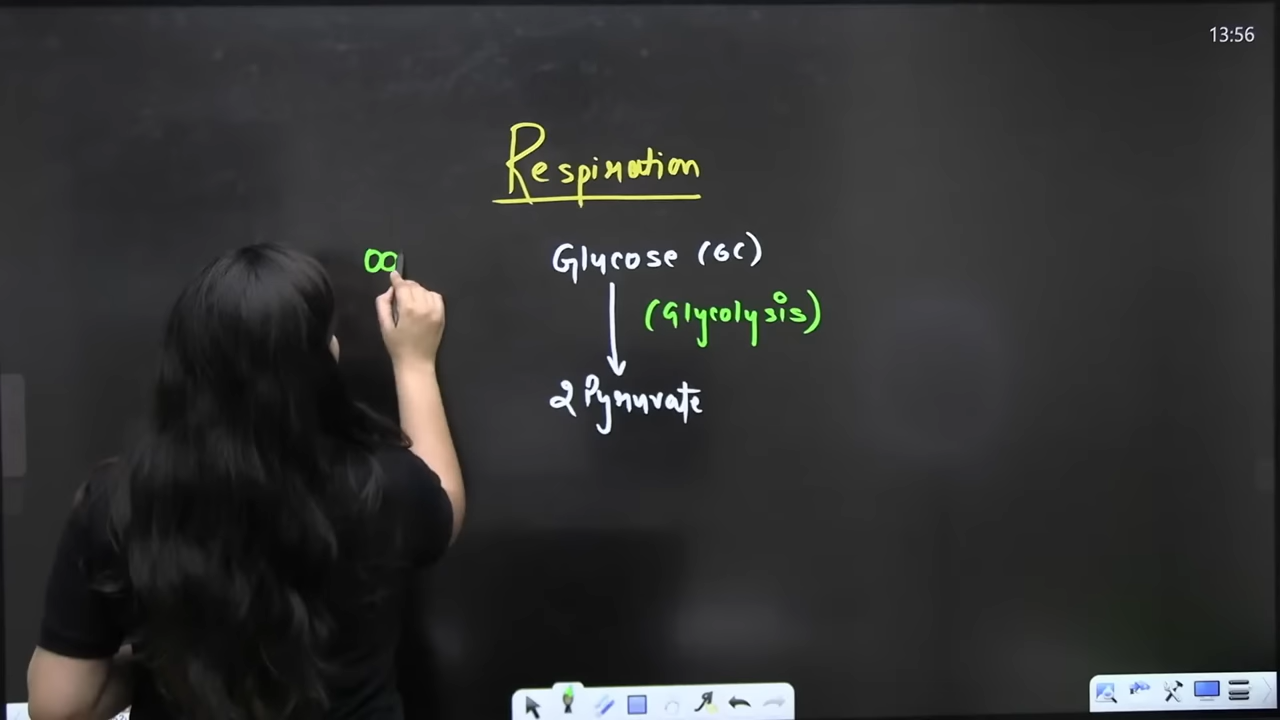 13:56
Respiration
Glucose (6C)
(Glycolysis)
2 Pyruvate